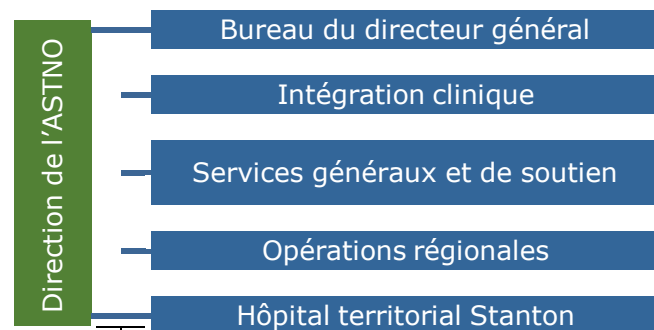 Direction de l'ASTNO
Bureau du directeur général
Intégration clinique
Services généraux et de soutien
Opérations régionales
Hôpital territorial Stanton